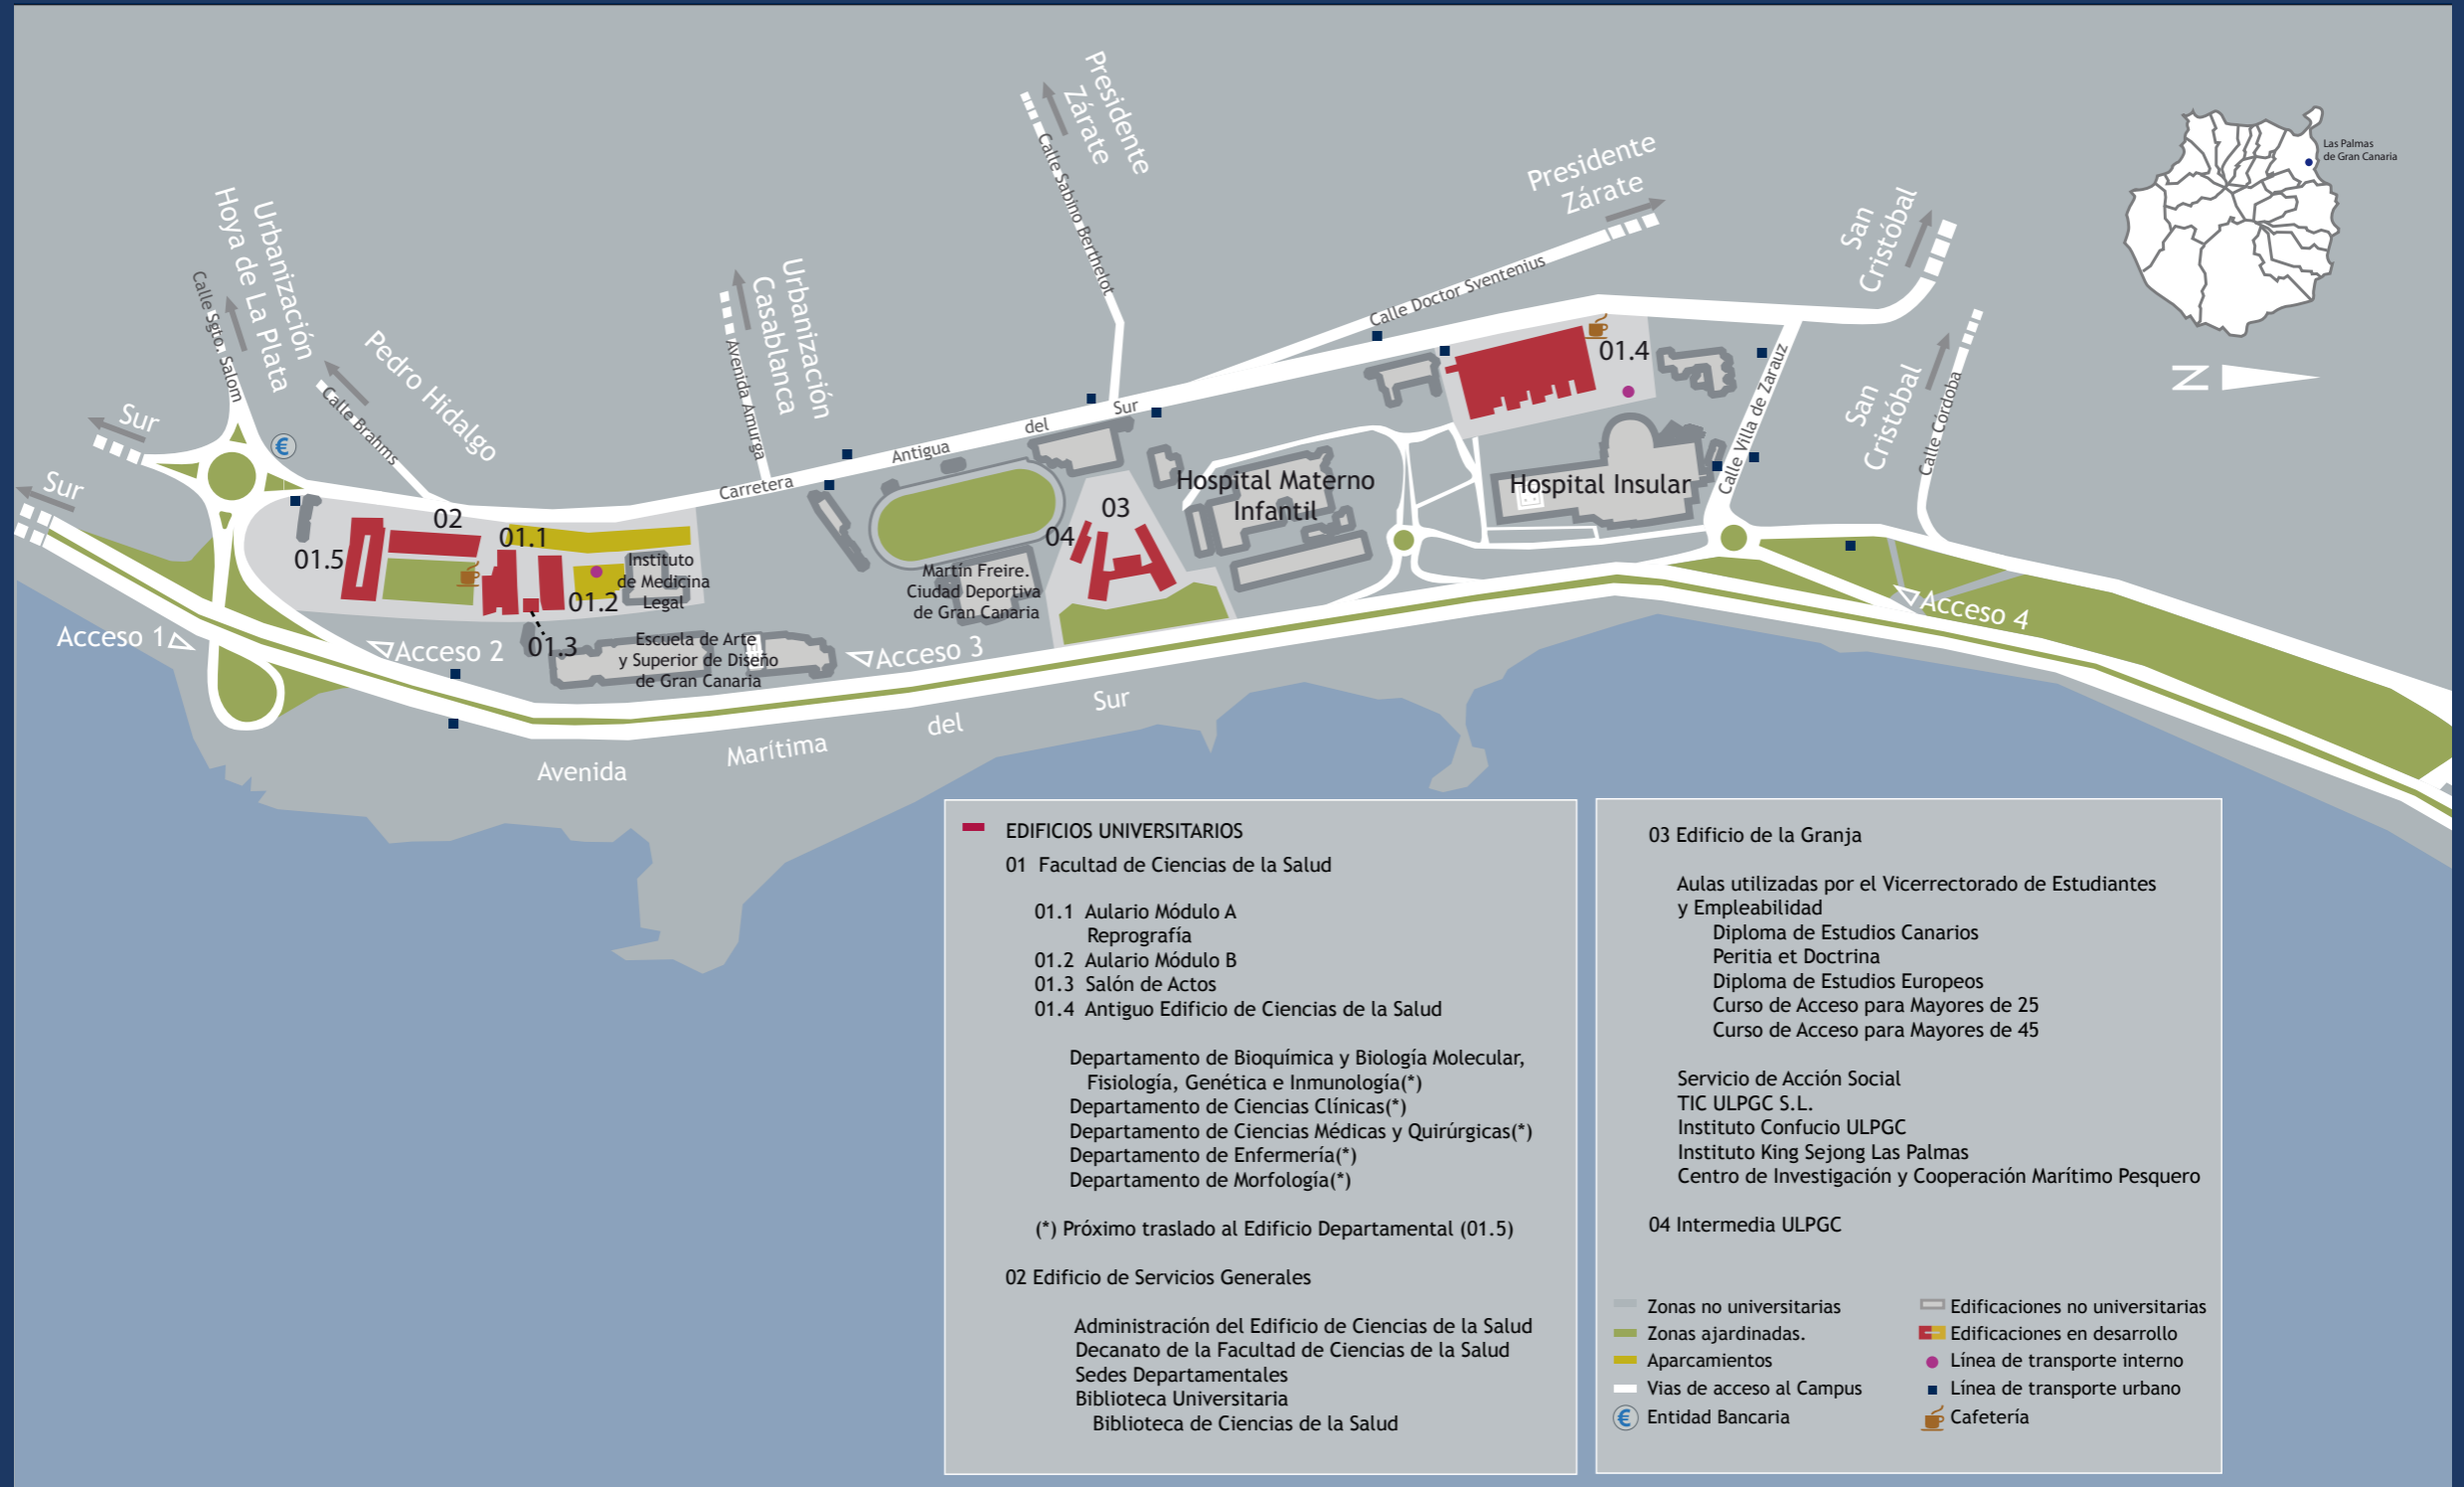 Presidente
Zárate
Calle Sabino Berthelot
Presidente
Zárate
Calle Doctor Sventenius
San
Cristóbal
Las Palmas
de Gran Canaria
Urbanización
Hoya de La Plata
Calle Sgto. Salom
Pedro Hidalgo
Calle Brahms
Urbanización
Casablanca
Avenida Amurga
San
Cristóbal
Calle Córdoba
Calle Villa de Zarauz
N
Sur
Sur
€
Carretera
Antigua
del
Sur
01.4
02
01.1
01.5
01.2
01.3
Instituto
de Medicina
Legal
03
04
Hospital Materno
Infantil
Hospital Insular
Martín Freire.
Ciudad Deportiva
de Gran Canaria
Escuela de Arte
y Superior de Diseño
de Gran Canaria
Acceso 1
Acceso 2
Acceso 3
Acceso 4
Avenida
Marítima
del
Sur
EDIFICIOS UNIVERSITARIOS
01 Facultad de Ciencias de la Salud
01.1 Aulario Módulo A
Reprografía
01.2 Aulario Módulo B
01.3 Salón de Actos
01.4 Antiguo Edificio de Ciencias de la Salud
Departamento de Bioquímica y Biología Molecular,
Fisiología, Genética e Inmunología(*)
Departamento de Ciencias Clínicas(*)
Departamento de Ciencias Médicas y Quirúrgicas(*)
Departamento de Enfermería(*)
Departamento de Morfología(*)
(*) Próximo traslado al Edificio Departamental (01.5)
02 Edificio de Servicios Generales
Administración del Edificio de Ciencias de la Salud
Decanato de la Facultad de Ciencias de la Salud
Sedes Departamentales
Biblioteca Universitaria
Biblioteca de Ciencias de la Salud
03 Edificio de la Granja
Aulas utilizadas por el Vicerrectorado de Estudiantes
y Empleabilidad
Diploma de Estudios Canarios
Peritia et Doctrina
Diploma de Estudios Europeos
Curso de Acceso para Mayores de 25
Curso de Acceso para Mayores de 45
Servicio de Acción Social
TIC ULPGC S.L.
Instituto Confucio ULPGC
Instituto King Sejong Las Palmas
Centro de Investigación y Cooperación Marítimo Pesquero
04 Intermedia ULPGC
Zonas no universitarias
Zonas ajardinadas.
Aparcamientos
Vias de acceso al Campus
€ Entidad Bancaria
Edificaciones no universitarias
Edificaciones en desarrollo
Línea de transporte interno
Línea de transporte urbano
Cafetería